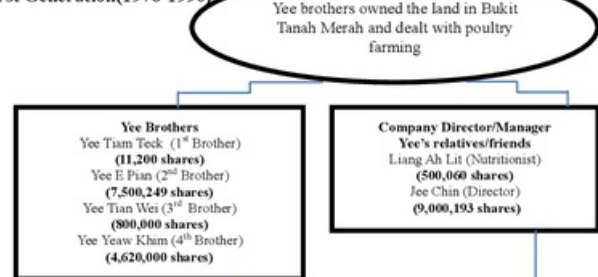 Yee brothers owned the land in Bukit
Tanah Merah and dealt with poultry
farming
Yee Brothers
Yee Tiam Teck (1st Brother)
(11,200 shares)
Yee E Pian (2nd Brother)
(7,500,249 shares)
Yee Tian Wei (3rd Brother)
(800,000 shares)
Yee Yeaw Khim (4th Brother)
(4,620,000 shares)
Company Director/Manager
Yee's relatives/friends
Liang Ah Lit (Nutritionist)
(500,060 shares)
Jee Chin (Director)
(9,000,193 shares)